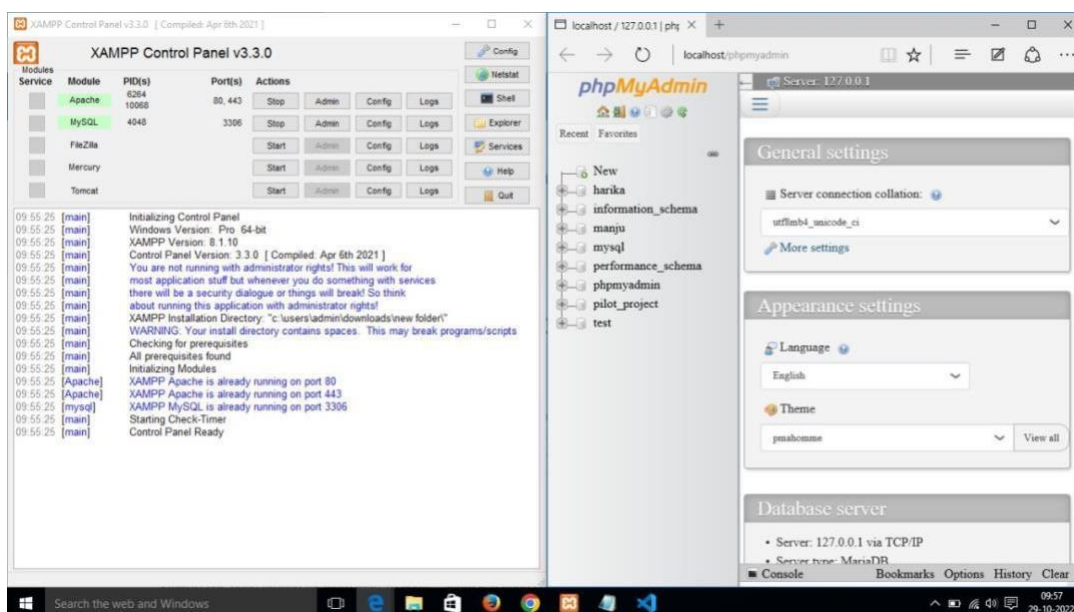 XAMPP Control Panel v3.3.0 [ Compiled: Apr 6th 2021 ]
XAMPP Control Panel v3.3.0
Config
Modules
Service Module PID(s) Port(s) Actions
Netstat
Apache 6264 10068 80, 443 Stop Admin Config Logs
Shell
MySQL 4048 3306 Stop Admin Config Logs
Explorer
FileZilla Start Admin Config Logs
Services
Mercury Start Admin Config Logs
Help
Tomcat Start Admin Config Logs
Quit
09:55:25 [main] Initializing Control Panel
09:55:25 [main] Windows Version: Pro 64-bit
09:55:25 [main] XAMPP Version: 8.1.10
09:55:25 [main] Control Panel Version: 3.3.0 [ Compiled: Apr 6th 2021 ]
09:55:25 [main] You are not running with administrator rights! This will work for
09:55:25 [main] most application stuff but whenever you do something with services
09:55:25 [main] there will be a security dialogue or things will break! So think
09:55:25 [main] about running this application with administrator rights!
09:55:25 [main] XAMPP Installation Directory: "c:\users\admin\downloads\new folder\"
09:55:25 [main] WARNING: Your install directory contains spaces. This may break programs/scripts
09:55:25 [main] Checking for prerequisites
09:55:25 [main] All prerequisites found
09:55:25 [main] Initializing Modules
09:55:25 [Apache] XAMPP Apache is already running on port 80
09:55:25 [Apache] XAMPP Apache is already running on port 443
09:55:25 [mysql] XAMPP MySQL is already running on port 3306
09:55:25 [main] Starting Check-Timer
09:55:25 [main] Control Panel Ready
localhost / 127.0.0.1 | php
localhost/phpmyadmin
phpMyAdmin
Recent Favorites
New
harika
information_schema
manju
mysql
performance_schema
phpmyadmin
pilot_project
test
Server: 127.0.0.1
General settings
Server connection collation:
utf8mb4_unicode_ci
More settings
Appearance settings
Language
English
Theme
pmahomme View all
Database server
• Server: 127.0.0.1 via TCP/IP
• Server type: MariaDB
Console Bookmarks Options History Clear
Search the web and Windows
09:57
29-10-2022